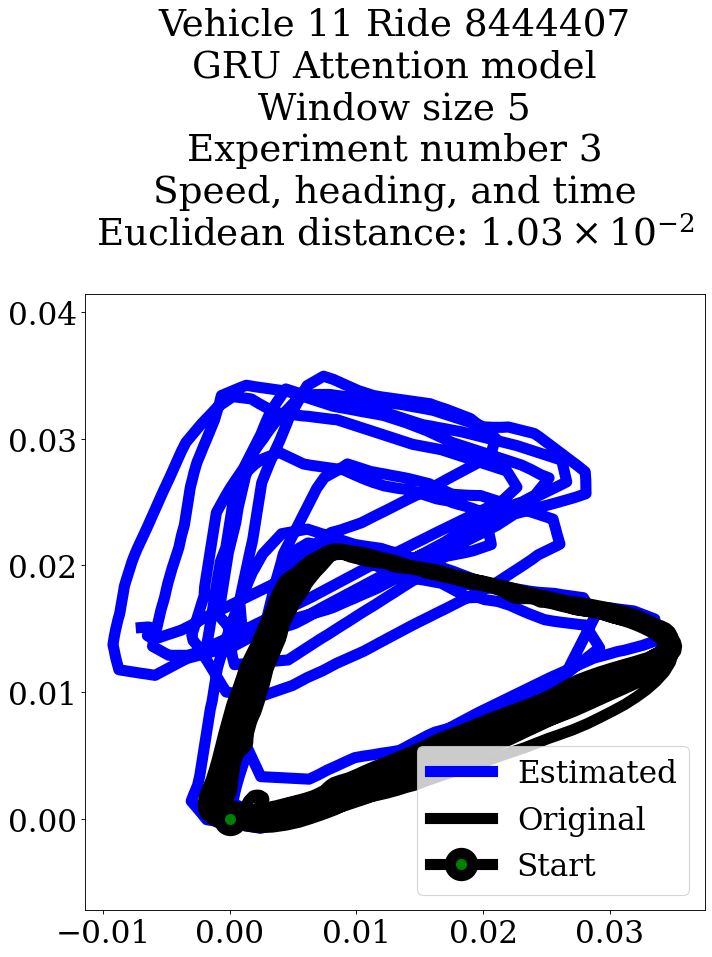 Vehicle 11 Ride 8444407
GRU Attention model
Window size 5
Experiment number 3
Speed, heading, and time
Euclidean distance: 1.03 × 10⁻²
0.04
0.03
0.02
0.01
0.00
Estimated
Original
Start
−0.01 0.00 0.01 0.02 0.03